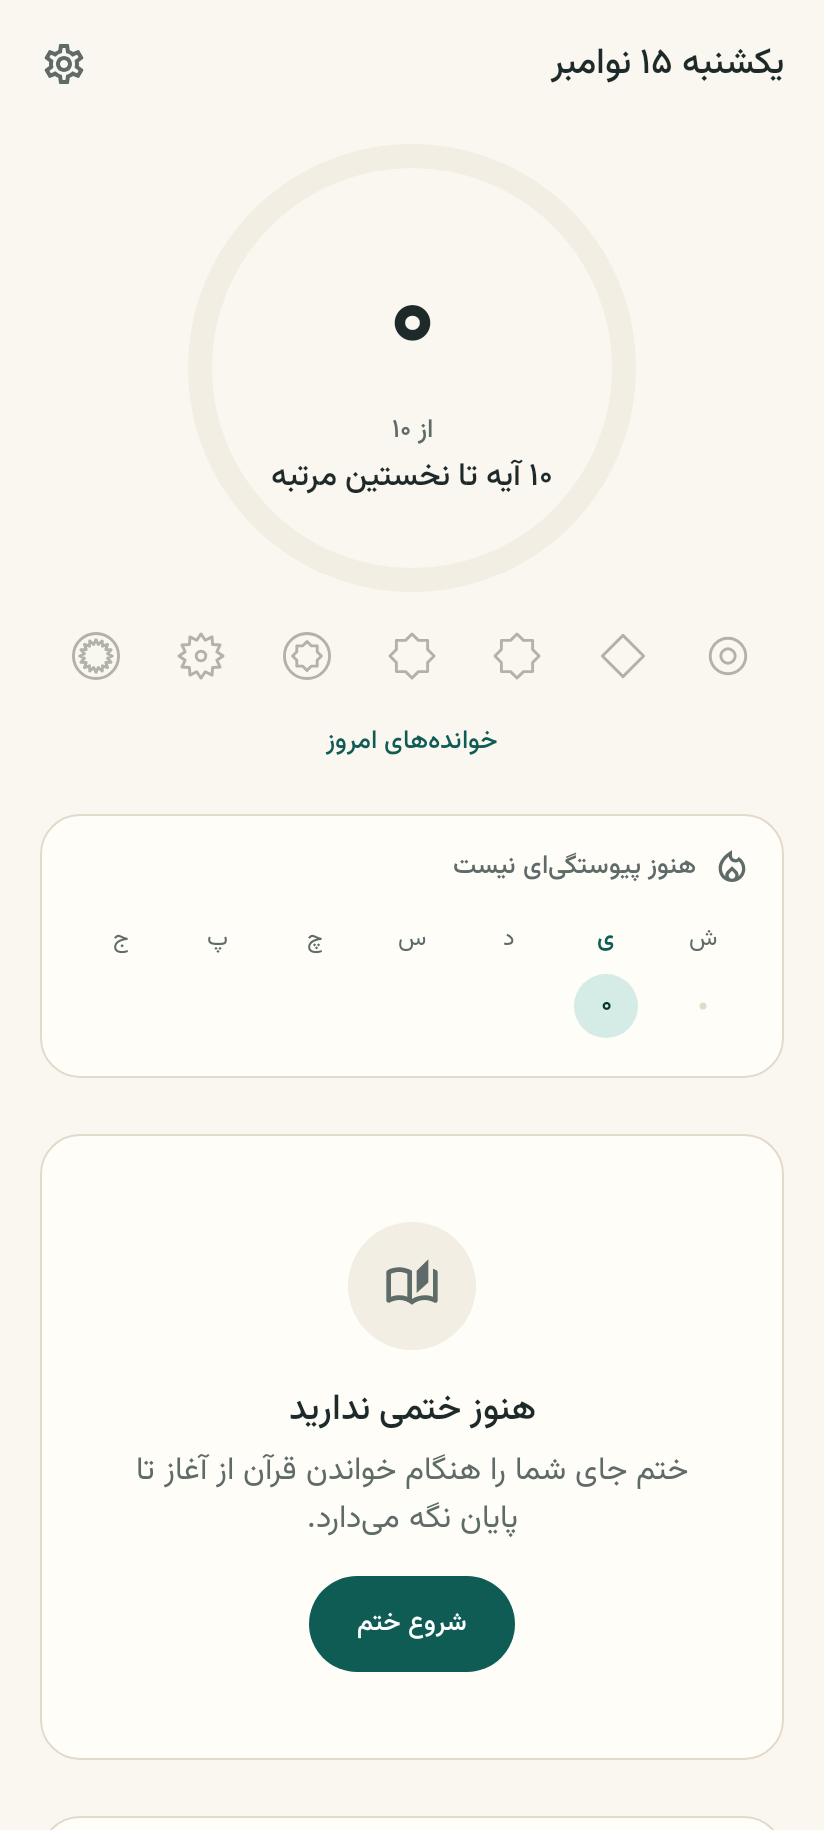 یکشنبه ۱۵ نوامبر
۰
از ۱۰
۱۰ آیه تا نخستین مرتبه
خوانده‌های امروز
هنوز پیوستگی‌ای نیست
ش ی د س چ پ ج
۰
هنوز ختمی ندارید
ختم جای شما را هنگام خواندن قرآن از آغاز تا
پایان نگه می‌دارد.
شروع ختم